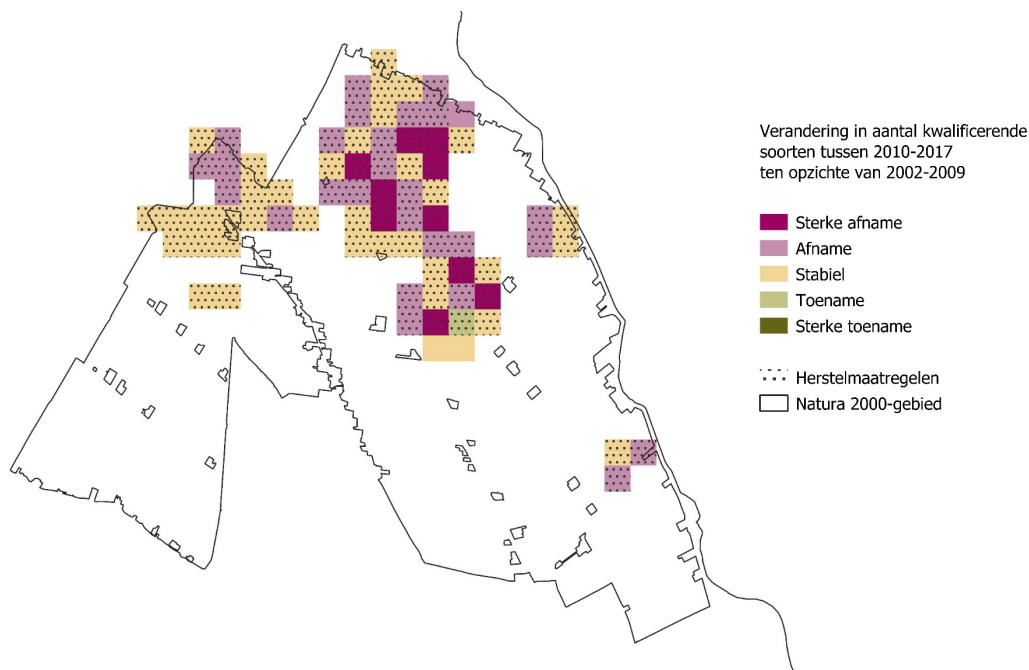 Verandering in aantal kwalificerende
soorten tussen 2010-2017
ten opzichte van 2002-2009
Sterke afname
Afname
Stabiel
Toename
Sterke toename
Herstelmaatregelen
Natura 2000-gebied